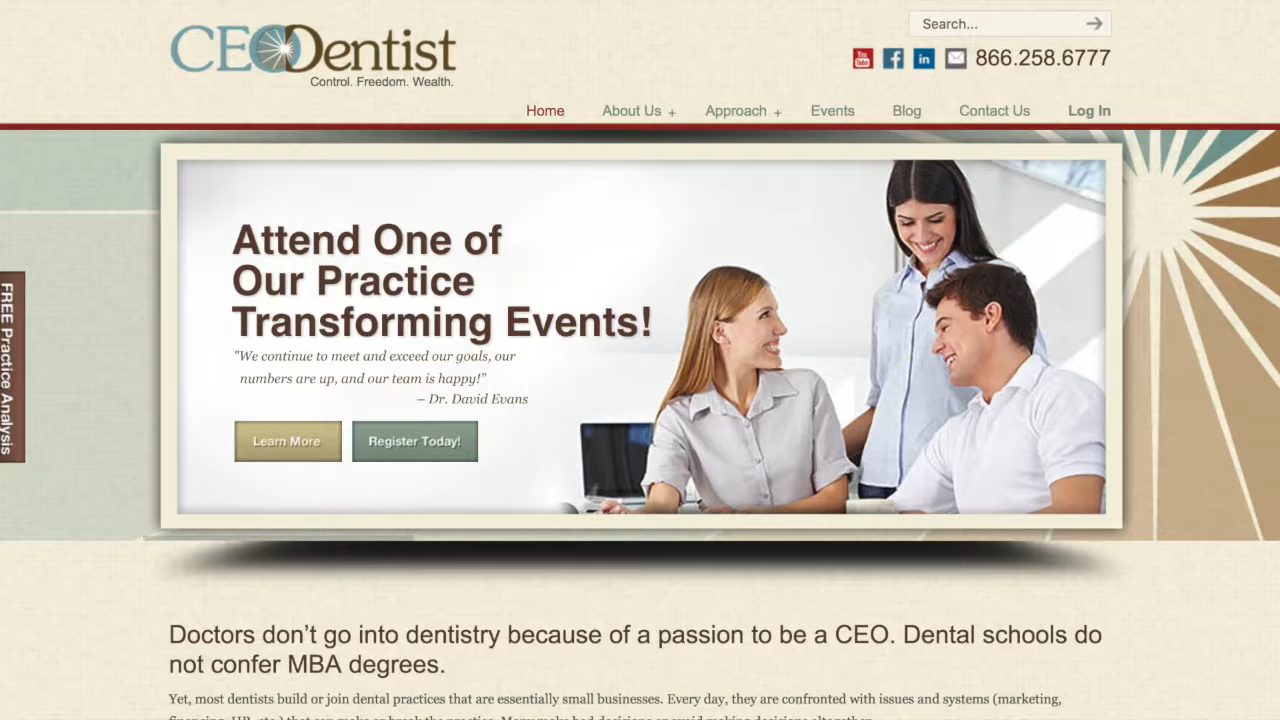 CEODentist
Control. Freedom. Wealth.
Search...
You Tube
f
in
866.258.6777
Home
About Us +
Approach +
Events
Blog
Contact Us
Log In
FREE Practice Analysis
Attend One of
Our Practice
Transforming Events!
"We continue to meet and exceed our goals, our
numbers are up, and our team is happy!"
– Dr. David Evans
Learn More
Register Today!
Doctors don’t go into dentistry because of a passion to be a CEO. Dental schools do
not confer MBA degrees.
Yet, most dentists build or join dental practices that are essentially small businesses. Every day, they are confronted with issues and systems (marketing,